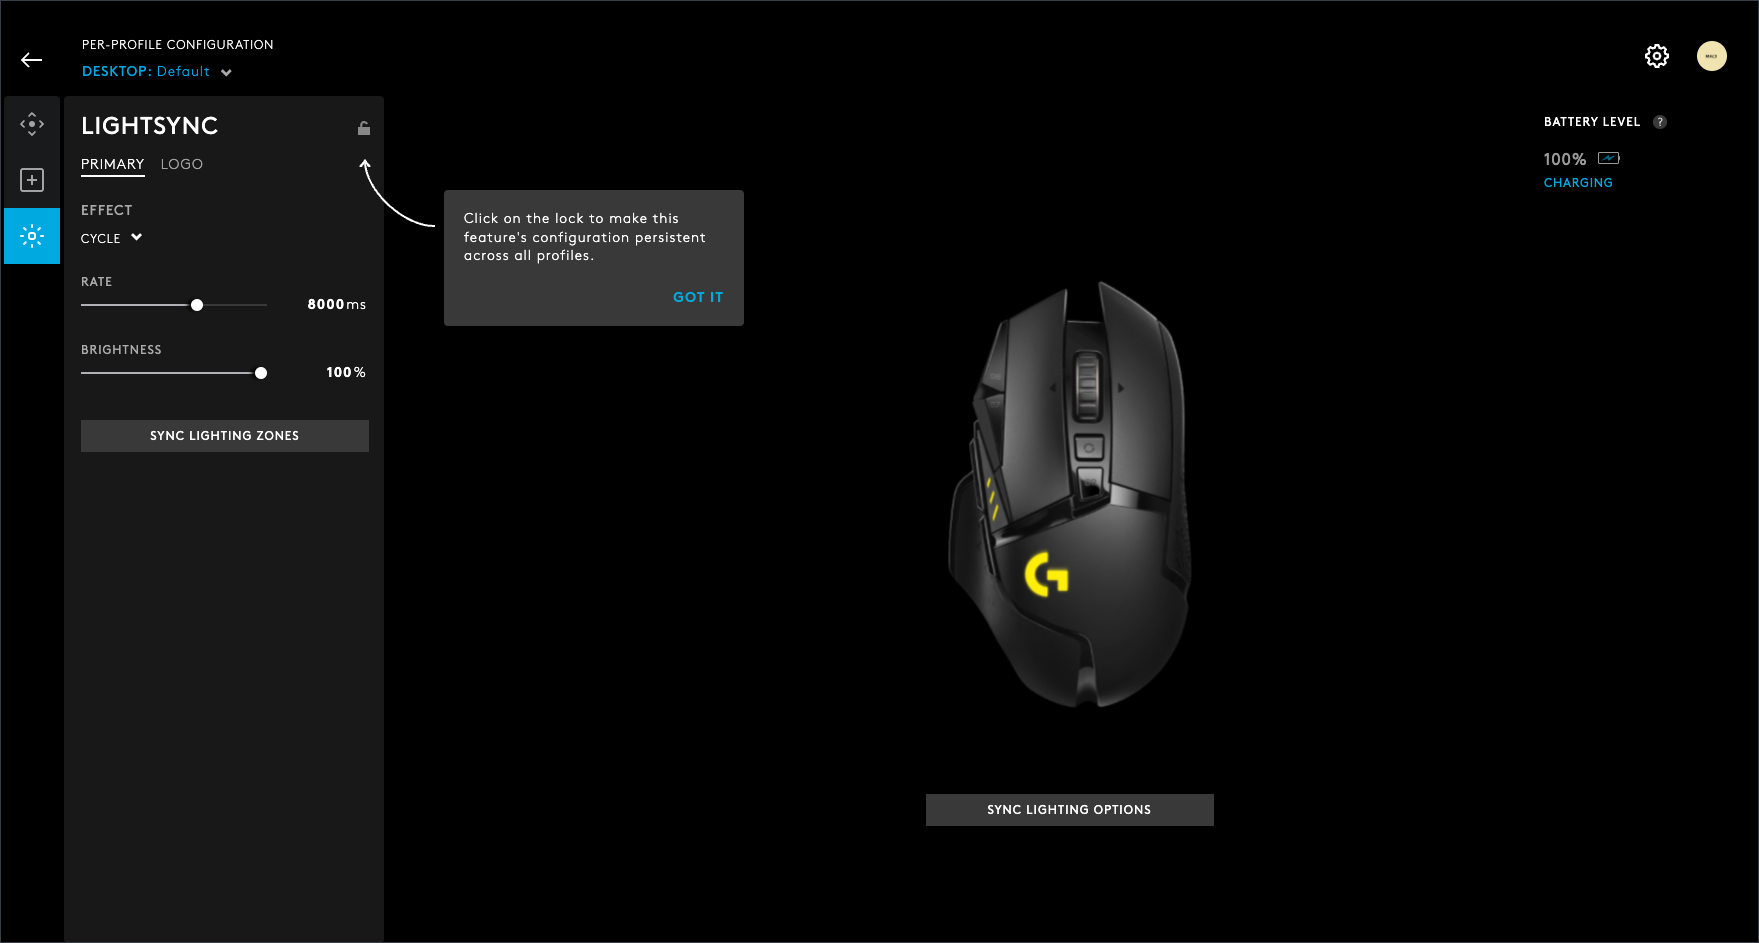 PER-PROFILE CONFIGURATION
DESKTOP: Default
LIGHTSYNC
PRIMARY LOGO
EFFECT
CYCLE
RATE
8000ms
BRIGHTNESS
100%
SYNC LIGHTING ZONES
Click on the lock to make this
feature's configuration persistent
across all profiles.
GOT IT
BATTERY LEVEL ?
100%
CHARGING
G
SYNC LIGHTING OPTIONS